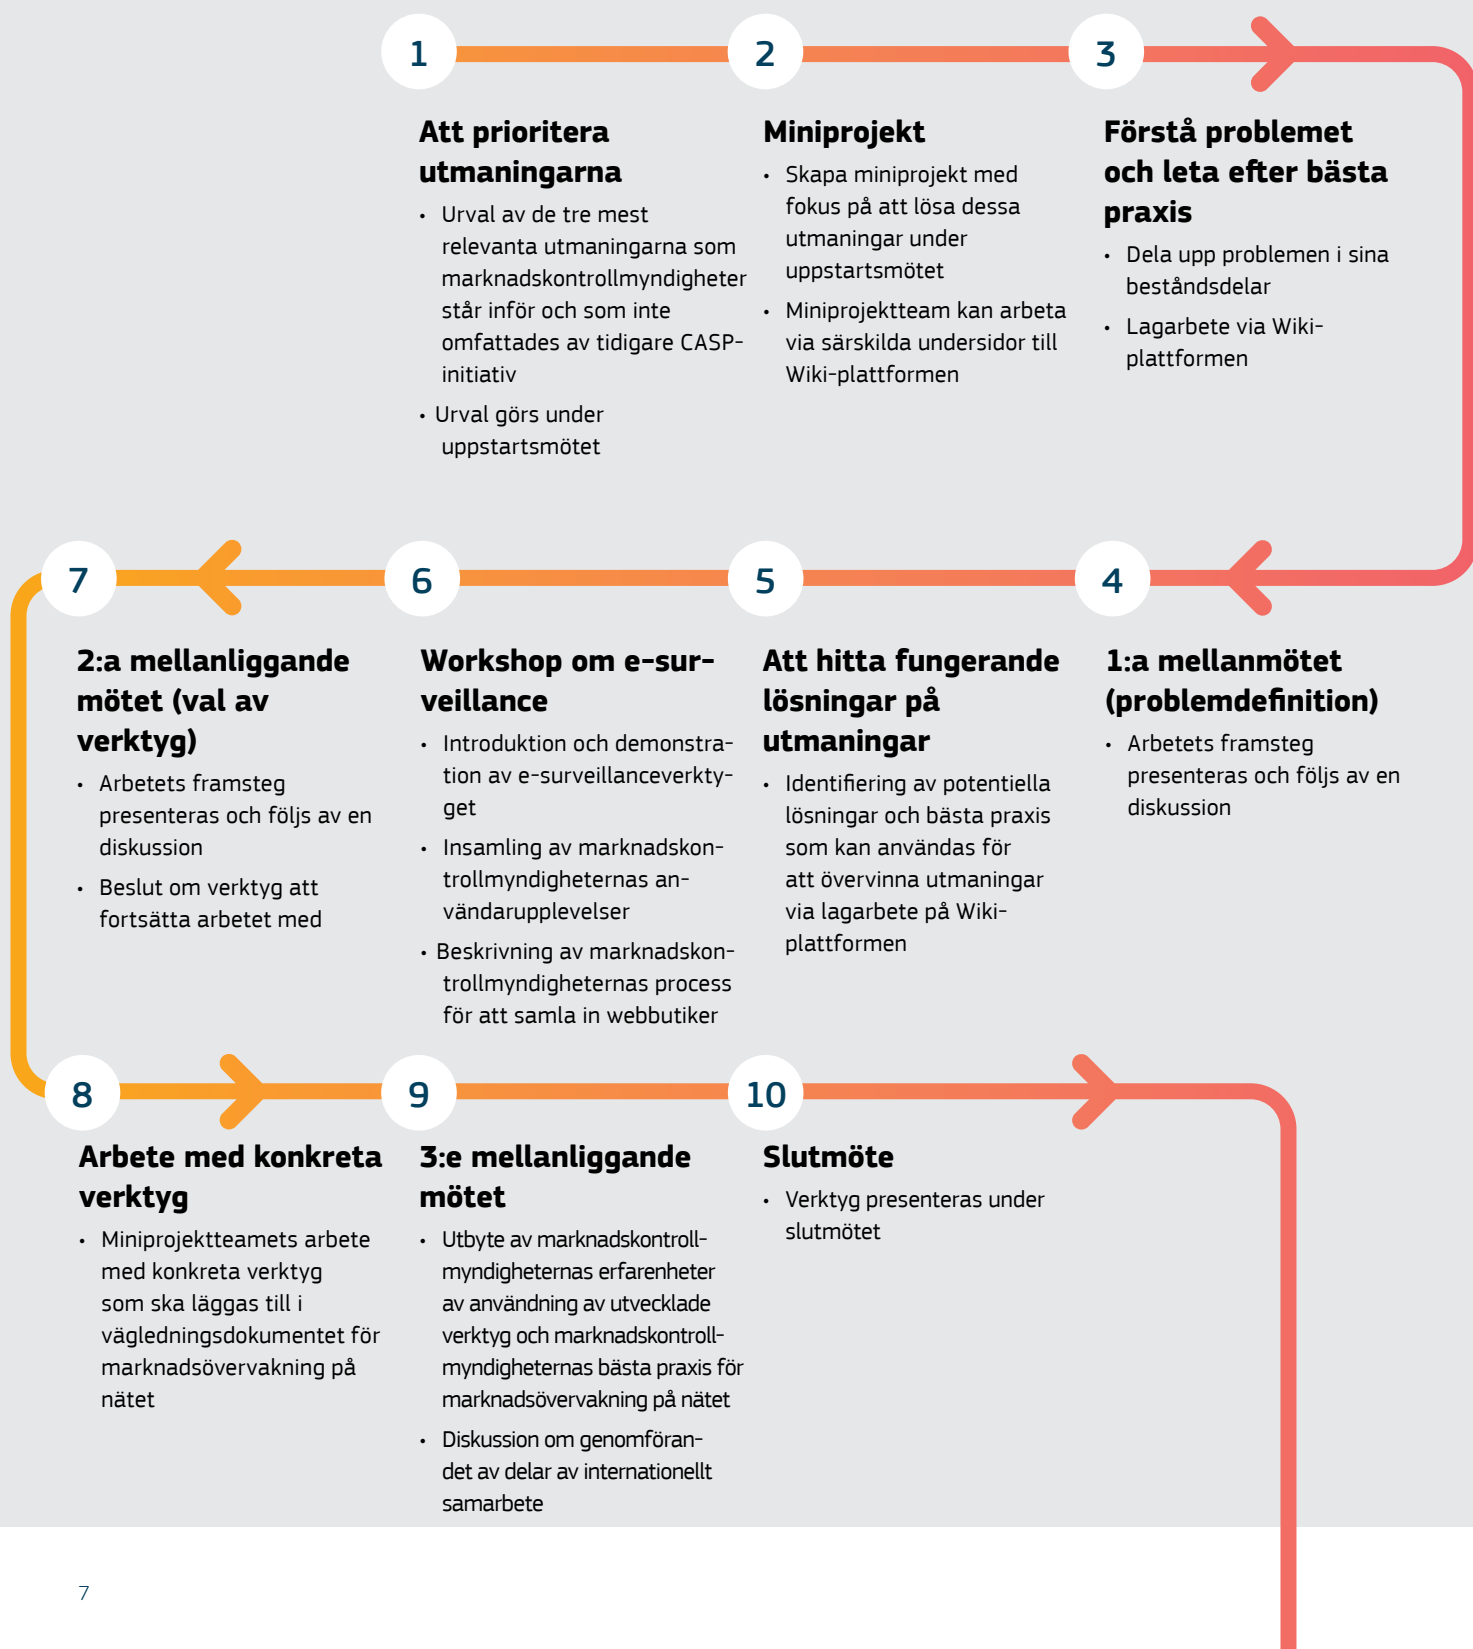 1
Att prioritera
utmaningarna
• Urval av de tre mest
relevanta utmaningarna som
marknadskontrollmyndigheter
står inför och som inte
omfattades av tidigare CASP-
initiativ
• Urval görs under
uppstartsmötet
2
Miniprojekt
• Skapa miniprojekt med
fokus på att lösa dessa
utmaningar under
uppstartsmötet
• Miniprojektteam kan arbeta
via särskilda undersidor till
Wiki-plattformen
3
Förstå problemet
och leta efter bästa
praxis
• Dela upp problemen i sina
beståndsdelar
• Lagarbete via Wiki-
plattformen
4
1:a mellanmötet
(problemdefinition)
• Arbetets framsteg
presenteras och följs av en
diskussion
5
Att hitta fungerande
lösningar på
utmaningar
• Identifiering av potentiella
lösningar och bästa praxis
som kan användas för
att övervinna utmaningar
via lagarbete på Wiki-
plattformen
6
Workshop om e-sur-
veillance
• Introduktion och demonstra-
tion av e-surveillanceverkty-
get
• Insamling av marknadskon-
trollmyndigheternas an-
vändarupplevelser
• Beskrivning av marknadskon-
trollmyndigheternas process
för att samla in webbutiker
7
2:a mellanliggande
mötet (val av
verktyg)
• Arbetets framsteg
presenteras och följs av en
diskussion
• Beslut om verktyg att
fortsätta arbetet med
8
Arbete med konkreta
verktyg
• Miniprojektteamets arbete
med konkreta verktyg
som ska läggas till i
vägledningsdokumentet för
marknadsövervakning på
nätet
9
3:e mellanliggande
mötet
• Utbyte av marknadskontroll-
myndigheternas erfarenheter
av användning av utvecklade
verktyg och marknadskontroll-
myndigheternas bästa praxis för
marknadsövervakning på nätet
• Diskussion om genomföran-
det av delar av internationellt
samarbete
10
Slutmöte
• Verktyg presenteras under
slutmötet
7